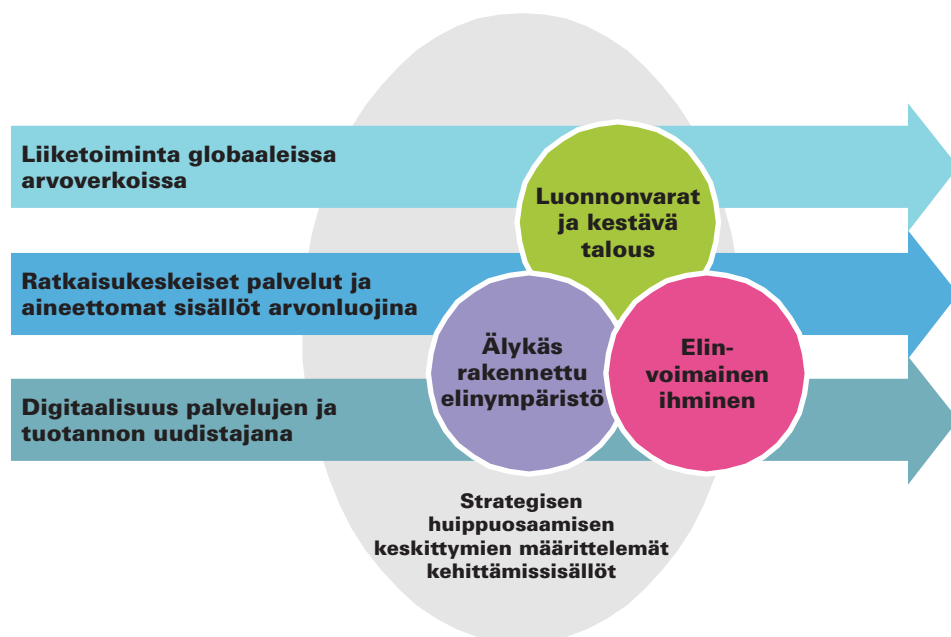 Liiketoiminta globaaleissa
arvoverkoissa
Luonnonvarat
ja kestävä
talous
Ratkaisukeskeiset palvelut ja
aineettomat sisällöt arvonluojina
Älykäs
rakennettu
elinympäristö
Elin-
voimainen
ihminen
Digitaalisuus palvelujen ja
tuotannon uudistajana
Strategisen
huippuosaamisen
keskittymien määrittelemät
kehittämissisällöt